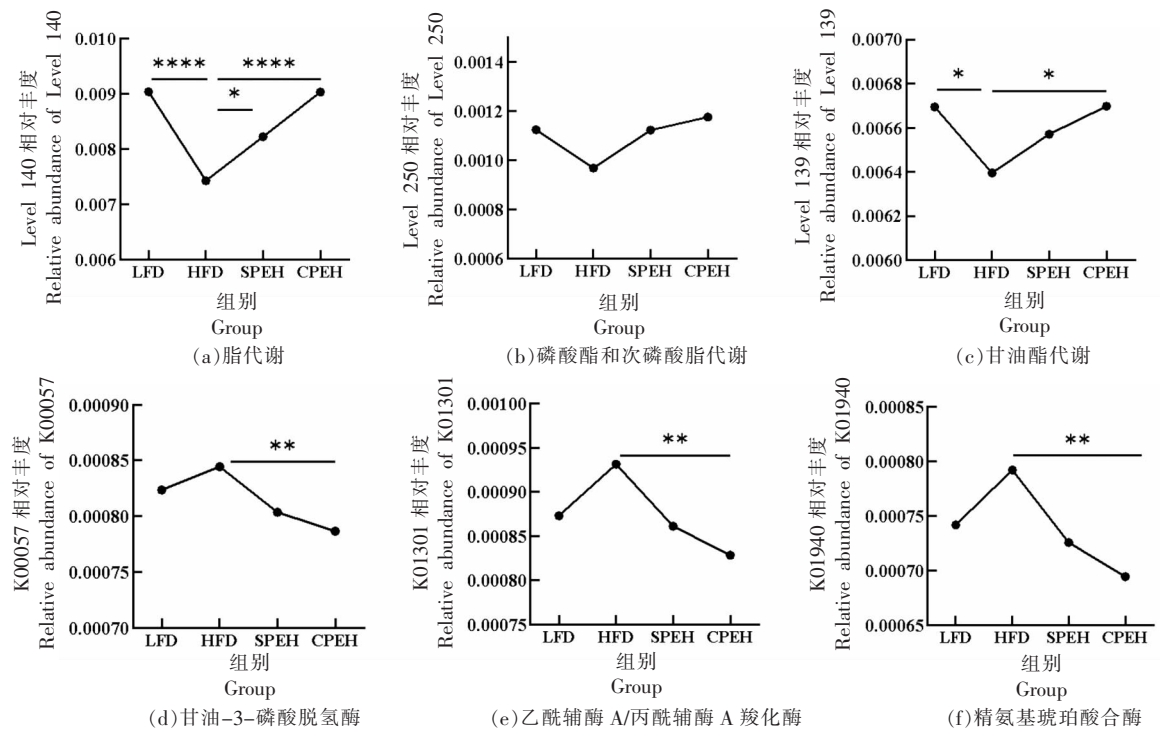 Level 140 相对丰度
Relative abundance of Level 140
0.010
0.009
0.008
0.007
0.006
****
****
*
LFD HFD SPEH CPEH
组别
Group
(a)脂代谢
Level 250 相对丰度
Relative abundance of Level 250
0.0014
0.0012
0.0010
0.0008
0.0006
LFD HFD SPEH CPEH
组别
Group
(b)磷酸酯和次磷酸脂代谢
Level 139 相对丰度
Relative abundance of Level 139
0.0070
0.0068
0.0066
0.0064
0.0062
0.0060
*
*
LFD HFD SPEH CPEH
组别
Group
(c)甘油酯代谢
K00057 相对丰度
Relative abundance of K00057
0.00090
0.00085
0.00080
0.00075
0.00070
**
LFD HFD SPEH CPEH
组别
Group
(d)甘油-3-磷酸脱氢酶
K01301 相对丰度
Relative abundance of K01301
0.00100
0.00095
0.00090
0.00085
0.00080
0.00075
**
LFD HFD SPEH CPEH
组别
Group
(e)乙酰辅酶 A/丙酰辅酶 A 羧化酶
K01940 相对丰度
Relative abundance of K01940
0.00085
0.00080
0.00075
0.00070
0.00065
**
LFD HFD SPEH CPEH
组别
Group
(f)精氨基琥珀酸合酶